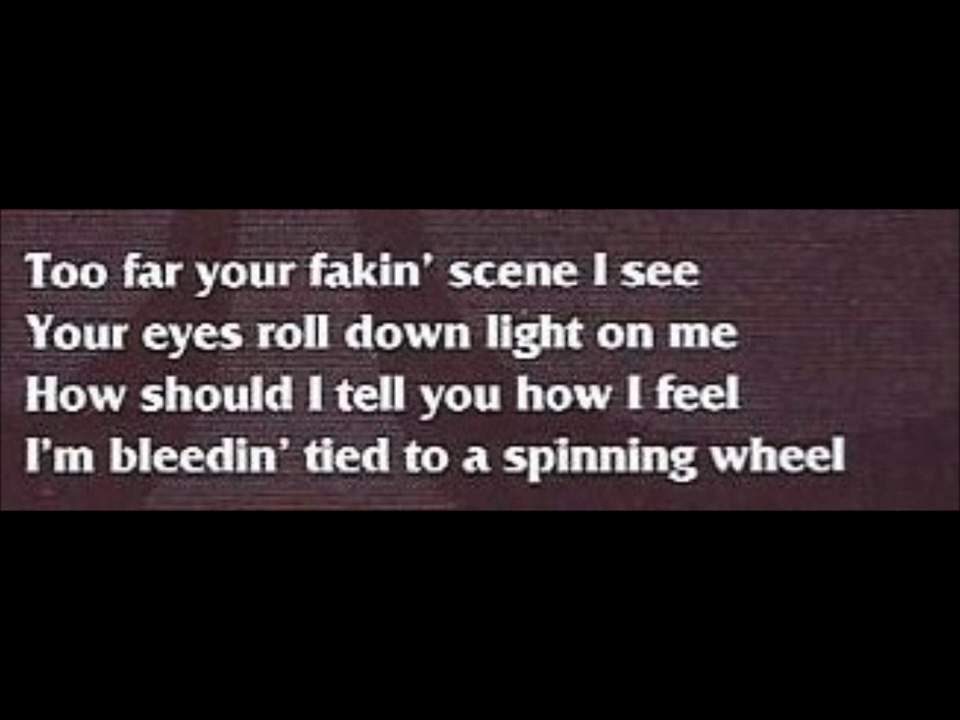 Too far your fakin' scene I see
Your eyes roll down light on me
How should I tell you how I feel
I'm bleedin' tied to a spinning wheel